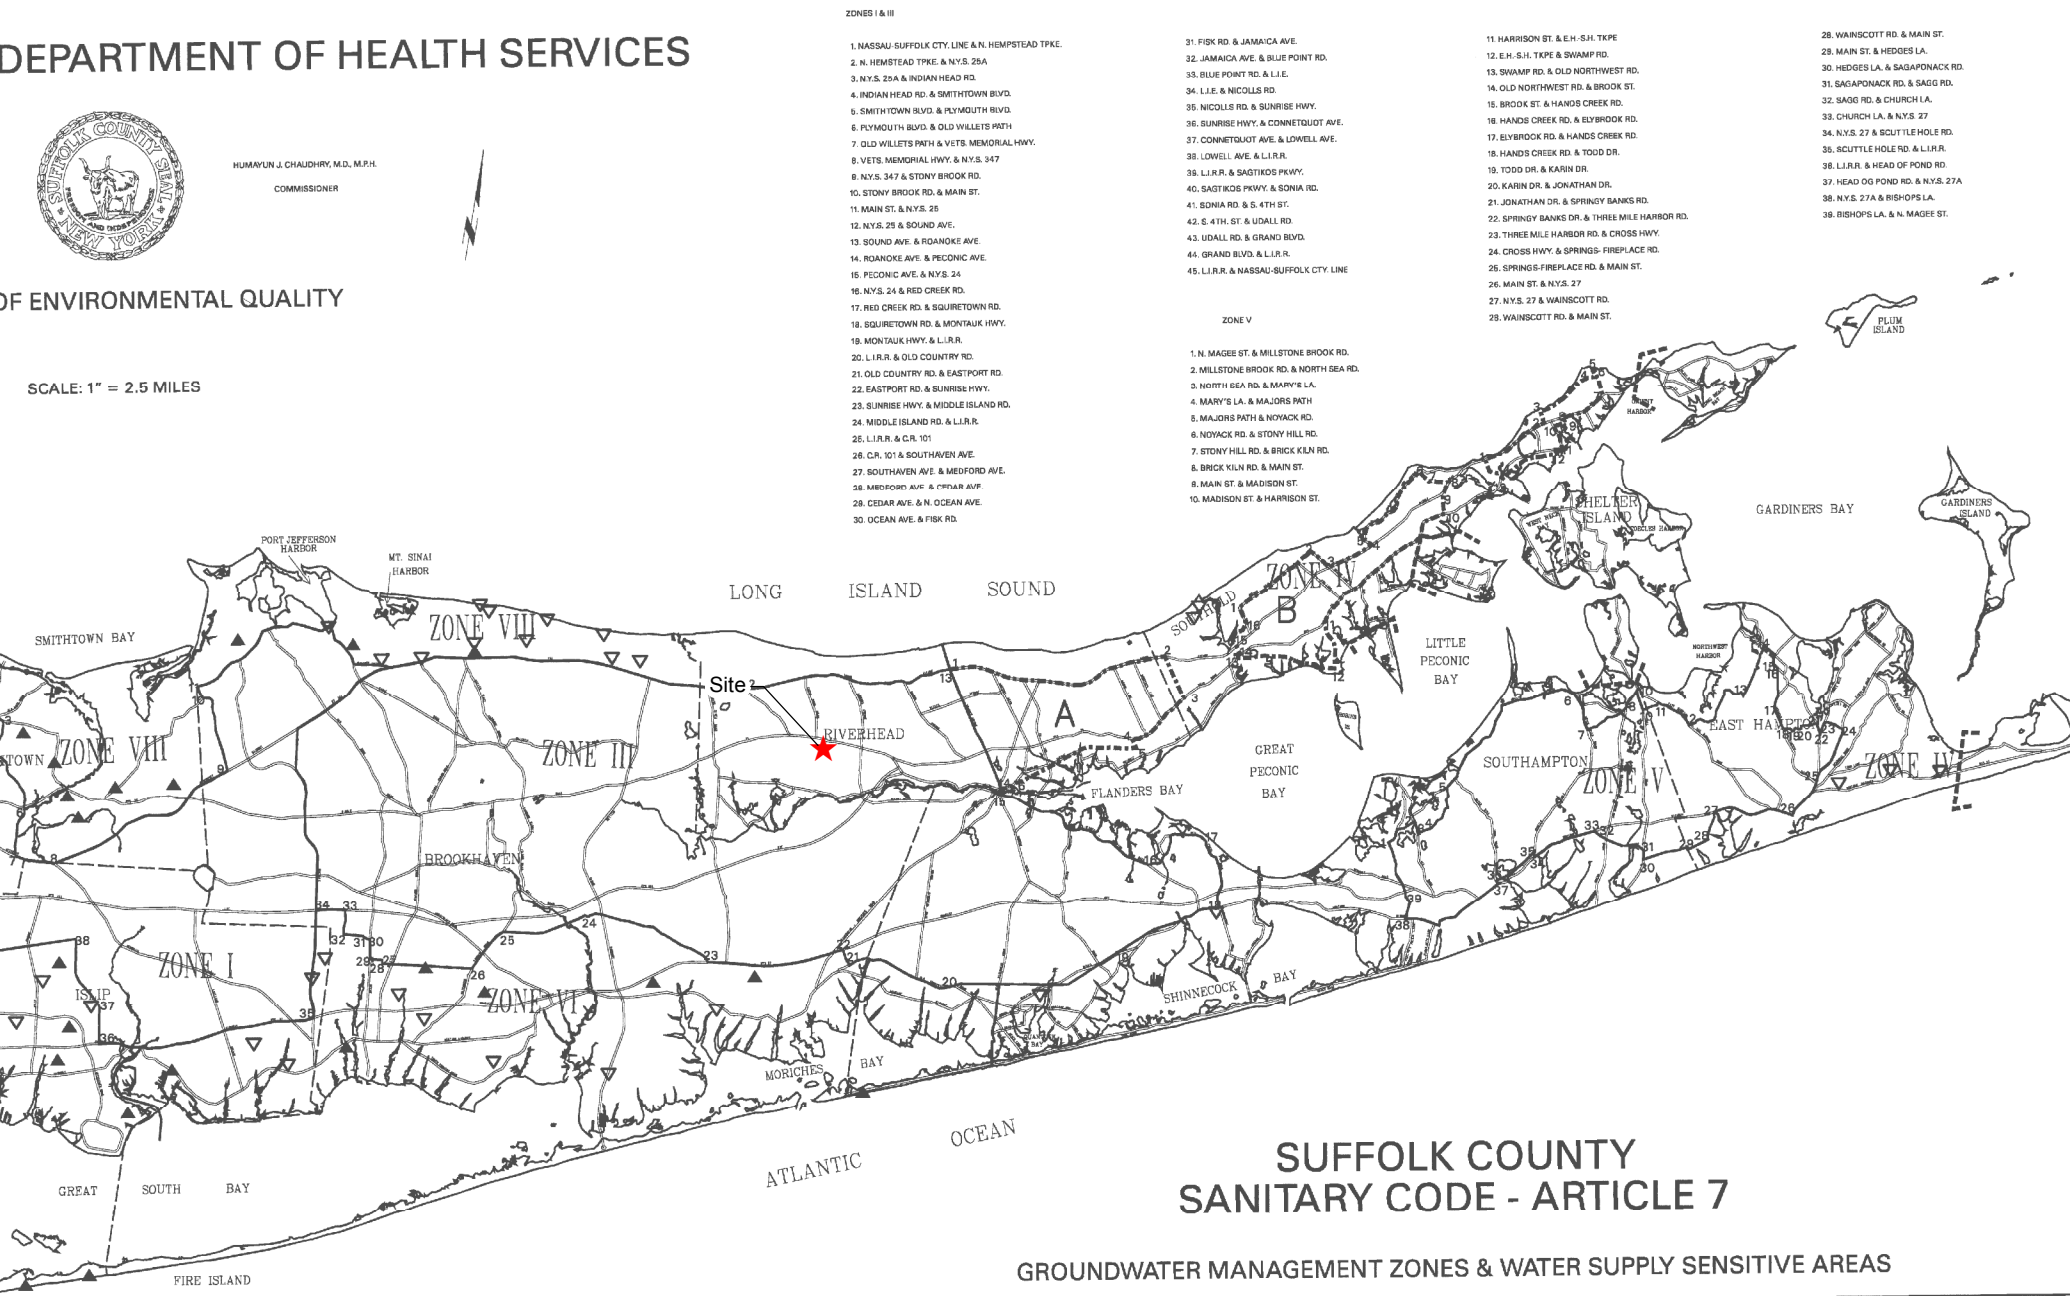 DEPARTMENT OF HEALTH SERVICES
SUFFOLK COUNTY SEAL
FREEDOM AND INDEPENDENCE
NEW YORK
HUMAYUN J. CHAUDHRY, M.D., M.P.H.
COMMISSIONER
N
OF ENVIRONMENTAL QUALITY
SCALE: 1" = 2.5 MILES
ZONES I & III
1. NASSAU-SUFFOLK CTY. LINE & N. HEMPSTEAD TPKE.
2. N. HEMSTEAD TPKE. & N.Y.S. 25A
3. N.Y.S. 25A & INDIAN HEAD RD.
4. INDIAN HEAD RD. & SMITHTOWN BLVD.
5. SMITHTOWN BLVD. & PLYMOUTH BLVD.
6. PLYMOUTH BLVD. & OLD WILLETS PATH
7. OLD WILLETS PATH & VETS. MEMORIAL HWY.
8. VETS. MEMORIAL HWY. & N.Y.S. 347
9. N.Y.S. 347 & STONY BROOK RD.
10. STONY BROOK RD. & MAIN ST.
11. MAIN ST. & N.Y.S. 25
12. N.Y.S. 25 & SOUND AVE.
13. SOUND AVE. & ROANOKE AVE.
14. ROANOKE AVE. & PECONIC AVE.
15. PECONIC AVE. & N.Y.S. 24
16. N.Y.S. 24 & RED CREEK RD.
17. RED CREEK RD. & SQUIRETOWN RD.
18. SQUIRETOWN RD. & MONTAUK HWY.
19. MONTAUK HWY. & L.I.R.R.
20. L.I.R.R. & OLD COUNTRY RD.
21. OLD COUNTRY RD. & EASTPORT RD.
22. EASTPORT RD. & SUNRISE HWY.
23. SUNRISE HWY. & MIDDLE ISLAND RD.
24. MIDDLE ISLAND RD. & L.I.R.R.
25. L.I.R.R. & C.R. 101
26. C.R. 101 & SOUTHAVEN AVE.
27. SOUTHAVEN AVE. & MEDFORD AVE.
28. MEDFORD AVE. & CEDAR AVE.
29. CEDAR AVE. & N. OCEAN AVE.
30. OCEAN AVE. & FISK RD.
31. FISK RD. & JAMAICA AVE.
32. JAMAICA AVE. & BLUE POINT RD.
33. BLUE POINT RD. & L.I.E.
34. L.I.E. & NICOLLS RD.
35. NICOLLS RD. & SUNRISE HWY.
36. SUNRISE HWY. & CONNETQUOT AVE.
37. CONNETQUOT AVE. & LOWELL AVE.
38. LOWELL AVE. & L.I.R.R.
39. L.I.R.R. & SAGTIKOS PKWY.
40. SAGTIKOS PKWY. & SONIA RD.
41. SONIA RD. & S. 4TH ST.
42. S. 4TH. ST. & UDALL RD.
43. UDALL RD. & GRAND BLVD.
44. GRAND BLVD. & L.I.R.R.
45. L.I.R.R. & NASSAU-SUFFOLK CTY. LINE
ZONE V
1. N. MAGEE ST. & MILLSTONE BROOK RD.
2. MILLSTONE BROOK RD. & NORTH SEA RD.
3. NORTH SEA RD. & MARY'S LA.
4. MARY'S LA. & MAJORS PATH
5. MAJORS PATH & NOYACK RD.
6. NOYACK RD. & STONY HILL RD.
7. STONY HILL RD. & BRICK KILN RD.
8. BRICK KILN RD. & MAIN ST.
9. MAIN ST. & MADISON ST.
10. MADISON ST. & HARRISON ST.
11. HARRISON ST. & E.H.-S.H. TKPE
12. E.H.-S.H. TKPE & SWAMP RD.
13. SWAMP RD. & OLD NORTHWEST RD.
14. OLD NORTHWEST RD. & BROOK ST.
15. BROOK ST. & HANDS CREEK RD.
16. HANDS CREEK RD. & ELYBROOK RD.
17. ELYBROOK RD. & HANDS CREEK RD.
18. HANDS CREEK RD. & TODD DR.
19. TODD DR. & KARIN DR.
20. KARIN DR. & JONATHAN DR.
21. JONATHAN DR. & SPRINGY BANKS RD.
22. SPRINGY BANKS DR. & THREE MILE HARBOR RD.
23. THREE MILE HARBOR RD. & CROSS HWY.
24. CROSS HWY. & SPRINGS- FIREPLACE RD.
25. SPRINGS-FIREPLACE RD. & MAIN ST.
26. MAIN ST. & N.Y.S. 27
27. N.Y.S. 27 & WAINSCOTT RD.
28. WAINSCOTT RD. & MAIN ST.
28. WAINSCOTT RD. & MAIN ST.
29. MAIN ST. & HEDGES LA.
30. HEDGES LA. & SAGAPONACK RD.
31. SAGAPONACK RD. & SAGG RD.
32. SAGG RD. & CHURCH LA.
33. CHURCH LA. & N.Y.S. 27
34. N.Y.S. 27 & SCUTTLE HOLE RD.
35. SCUTTLE HOLE RD. & L.I.R.R.
36. L.I.R.R. & HEAD OF POND RD.
37. HEAD OG POND RD. & N.Y.S. 27A
38. N.Y.S. 27A & BISHOPS LA.
39. BISHOPS LA. & N. MAGEE ST.
PLUM
ISLAND
PORT JEFFERSON
HARBOR
MT. SINAI
HARBOR
SMITHTOWN BAY
LONG ISLAND SOUND
ZONE VIII
ZONE IV
B
SOUTHOLD
SHELTER
ISLAND
GARDINERS BAY
GARDINERS
ISLAND
LITTLE
PECONIC
BAY
NORTHWEST
HARBOR
Site
RIVERHEAD
A
ZONE VIII
ZONE III
GREAT
PECONIC
BAY
FLANDERS BAY
SOUTHAMPTON
ZONE V
EAST HAMPTON
ZONE IV
BROOKHAVEN
ZONE I
ISLIP
ZONE VI
SHINNECOCK BAY
MORICHES BAY
ATLANTIC OCEAN
GREAT SOUTH BAY
FIRE ISLAND
SUFFOLK COUNTY
SANITARY CODE - ARTICLE 7
GROUNDWATER MANAGEMENT ZONES & WATER SUPPLY SENSITIVE AREAS